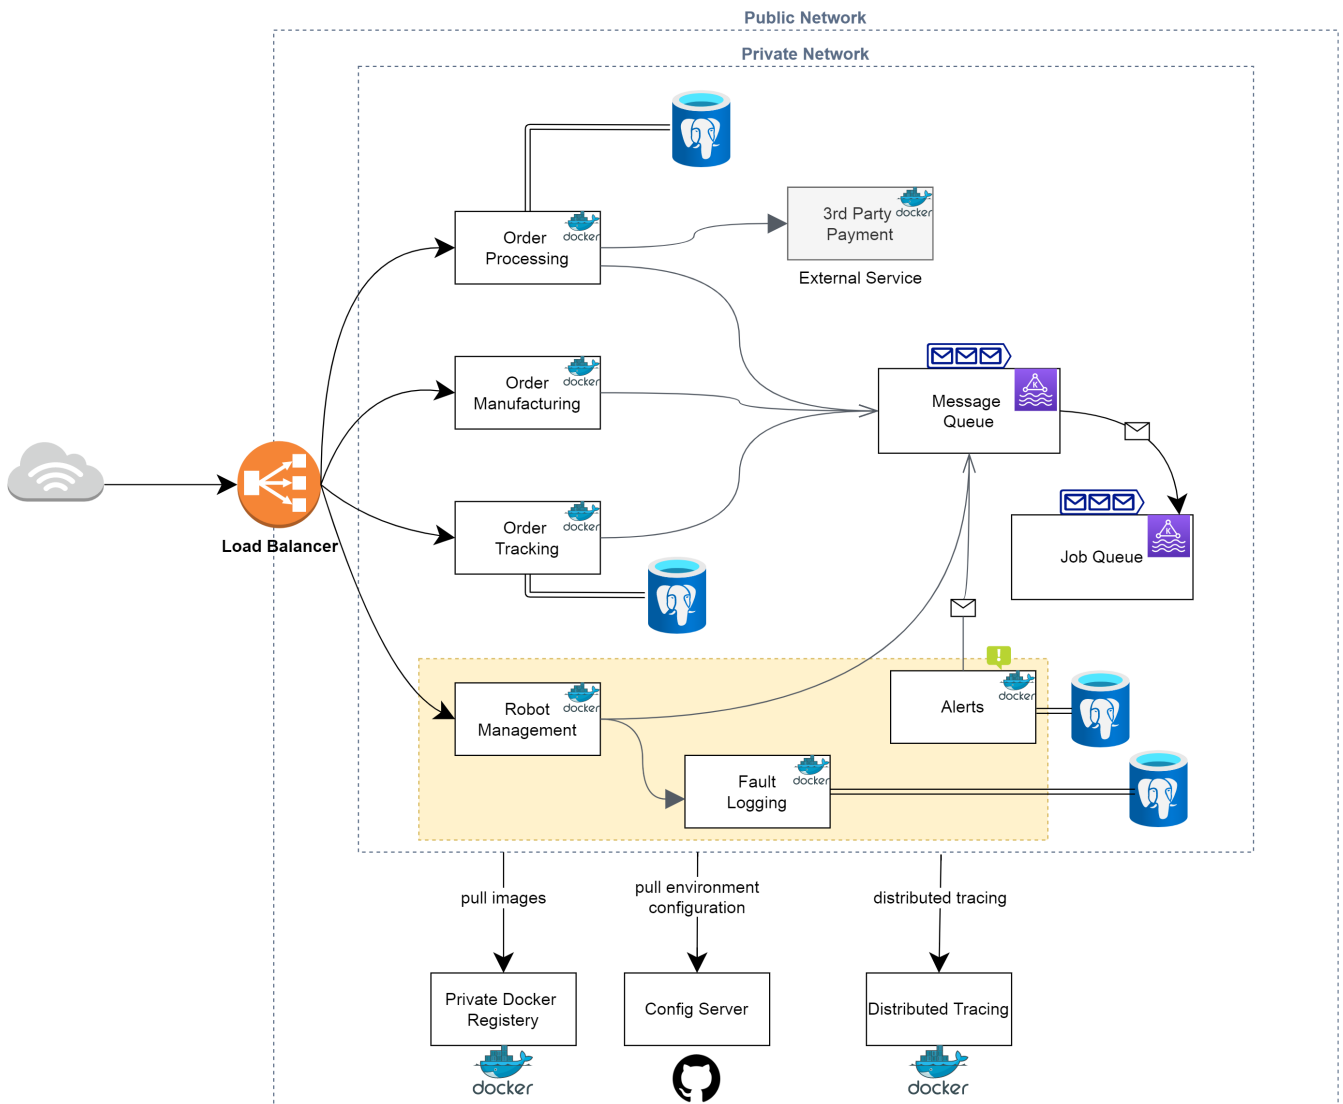 Public Network
Private Network
Order
Processing
docker
3rd Party
Payment
docker
External Service
Order
Manufacturing
docker
Message
Queue
K
Load Balancer
Order
Tracking
docker
Job Queue
K
Robot
Management
docker
Alerts
docker
!
Fault
Logging
docker
pull images
pull environment
configuration
distributed tracing
Private Docker
Registery
Config Server
Distributed Tracing
docker
docker